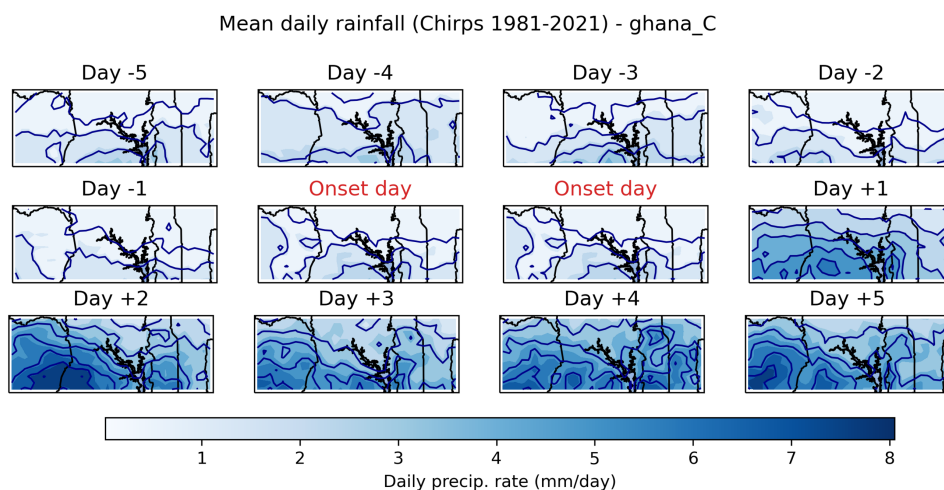 Mean daily rainfall (Chirps 1981-2021) - ghana_C
Day -5 Day -4 Day -3 Day -2
Day -1 Onset day Onset day Day +1
Day +2 Day +3 Day +4 Day +5
1 2 3 4 5 6 7 8
Daily precip. rate (mm/day)